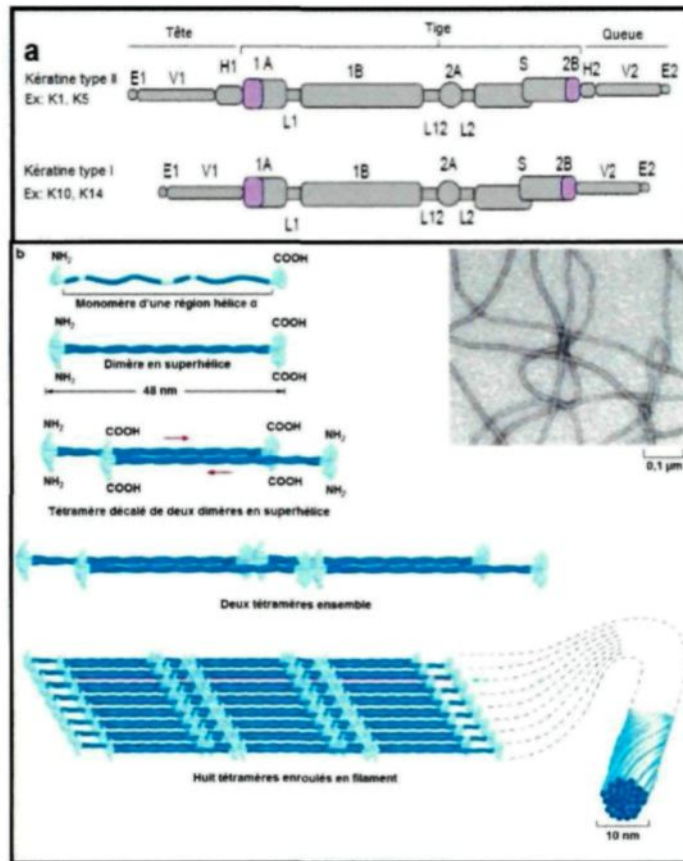 a
Tête Tige Queue
Kératine type II
Ex: K1, K5
E1 V1 H1 1A 1B 2A S 2B H2 V2 E2
L1 L12 L2
Kératine type I
Ex: K10, K14
E1 V1 1A 1B 2A S 2B V2 E2
L1 L12 L2
b
NH2 COOH
Monomère d'une région hélice α
NH2 COOH
Dimère en superhélice
NH2 COOH
48 nm
NH2 COOH COOH NH2
NH2 COOH COOH NH2
Tétramère décalé de deux dimères en superhélice
0,1 µm
Deux tétramères ensemble
Huit tétramères enroulés en filament
10 nm